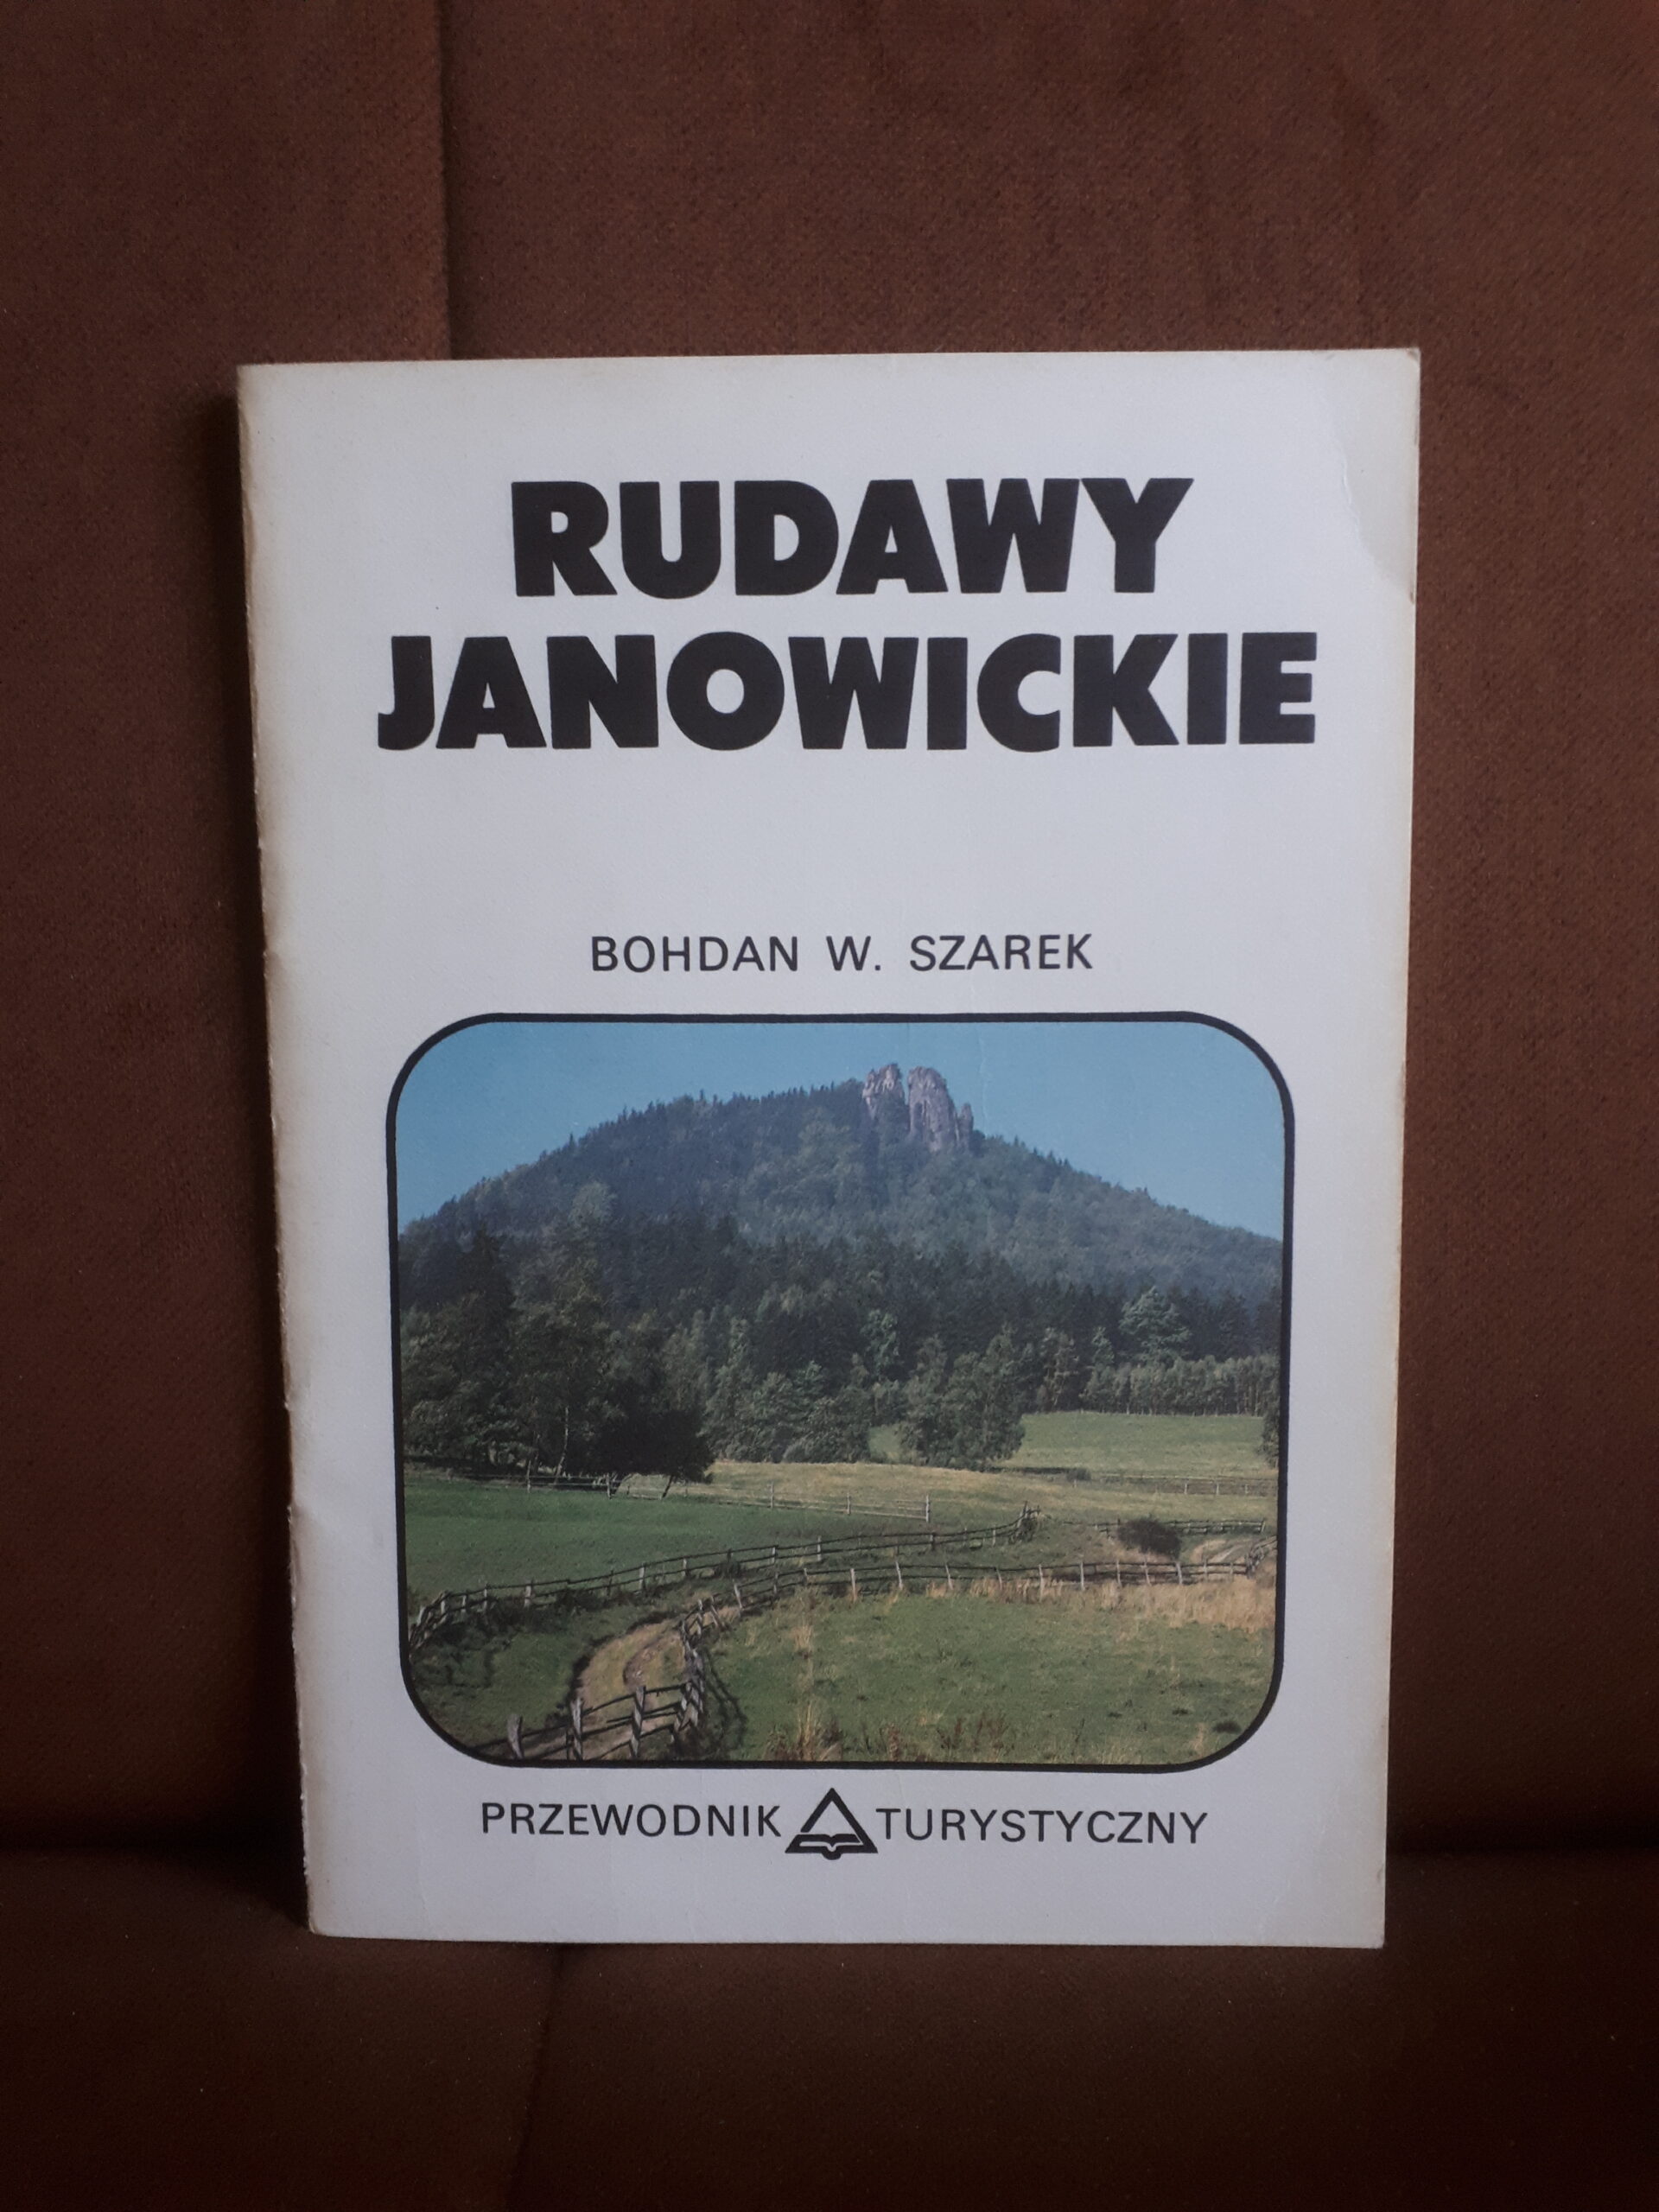 RUDAWY
JANOWICKIE
BOHDAN W. SZAREK
PRZEWODNIK TURYSTYCZNY